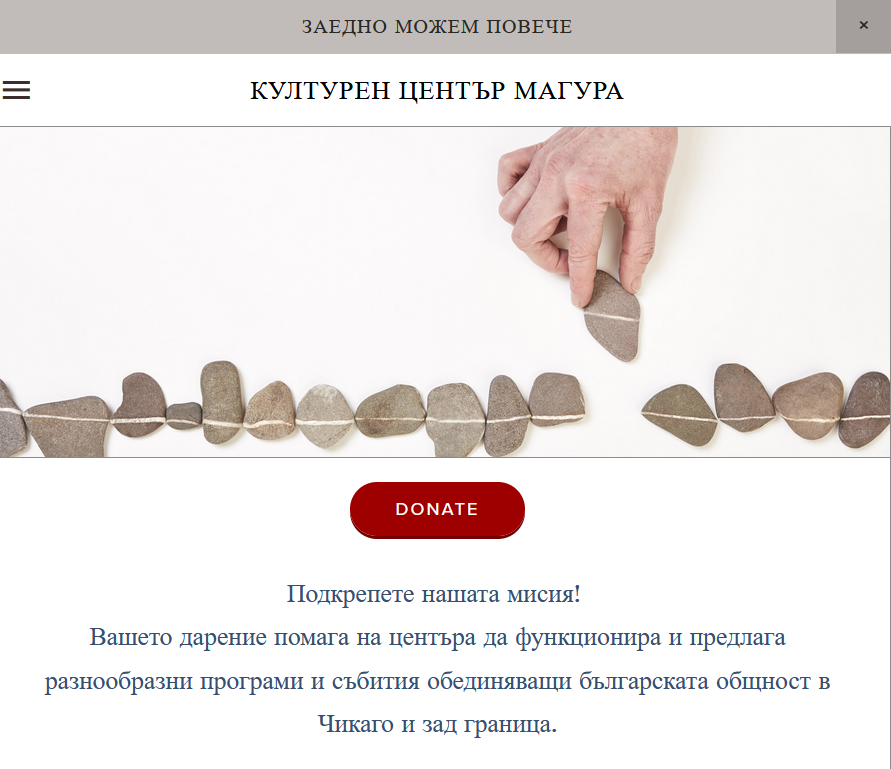 ЗАЕДНО МОЖЕМ ПОВЕЧЕ
×
КУЛТУРЕН ЦЕНТЪР МАГУРА
DONATE
Подкрепете нашата мисия!
Вашето дарение помага на центъра да функционира и предлага
разнообразни програми и събития обединяващи българската общност в
Чикаго и зад граница.